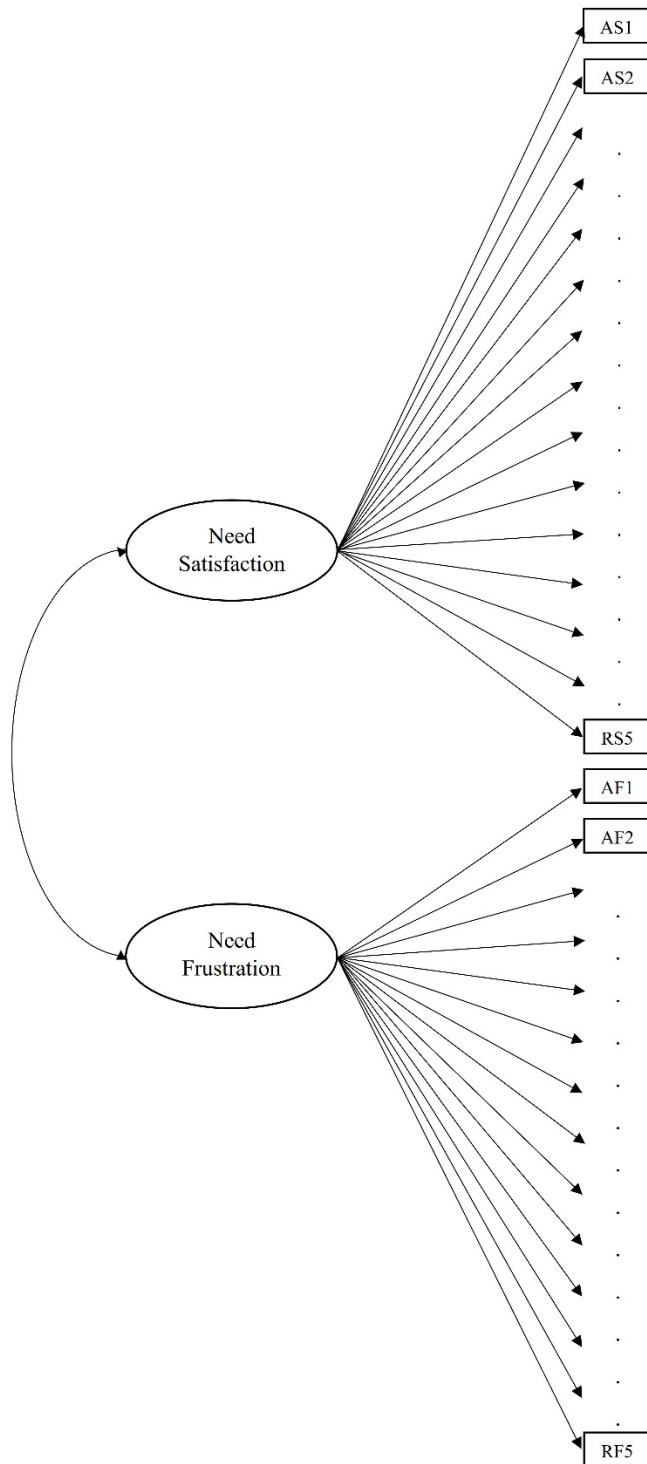 AS1
AS2
Need
Satisfaction
RS5
AF1
AF2
Need
Frustration
RF5